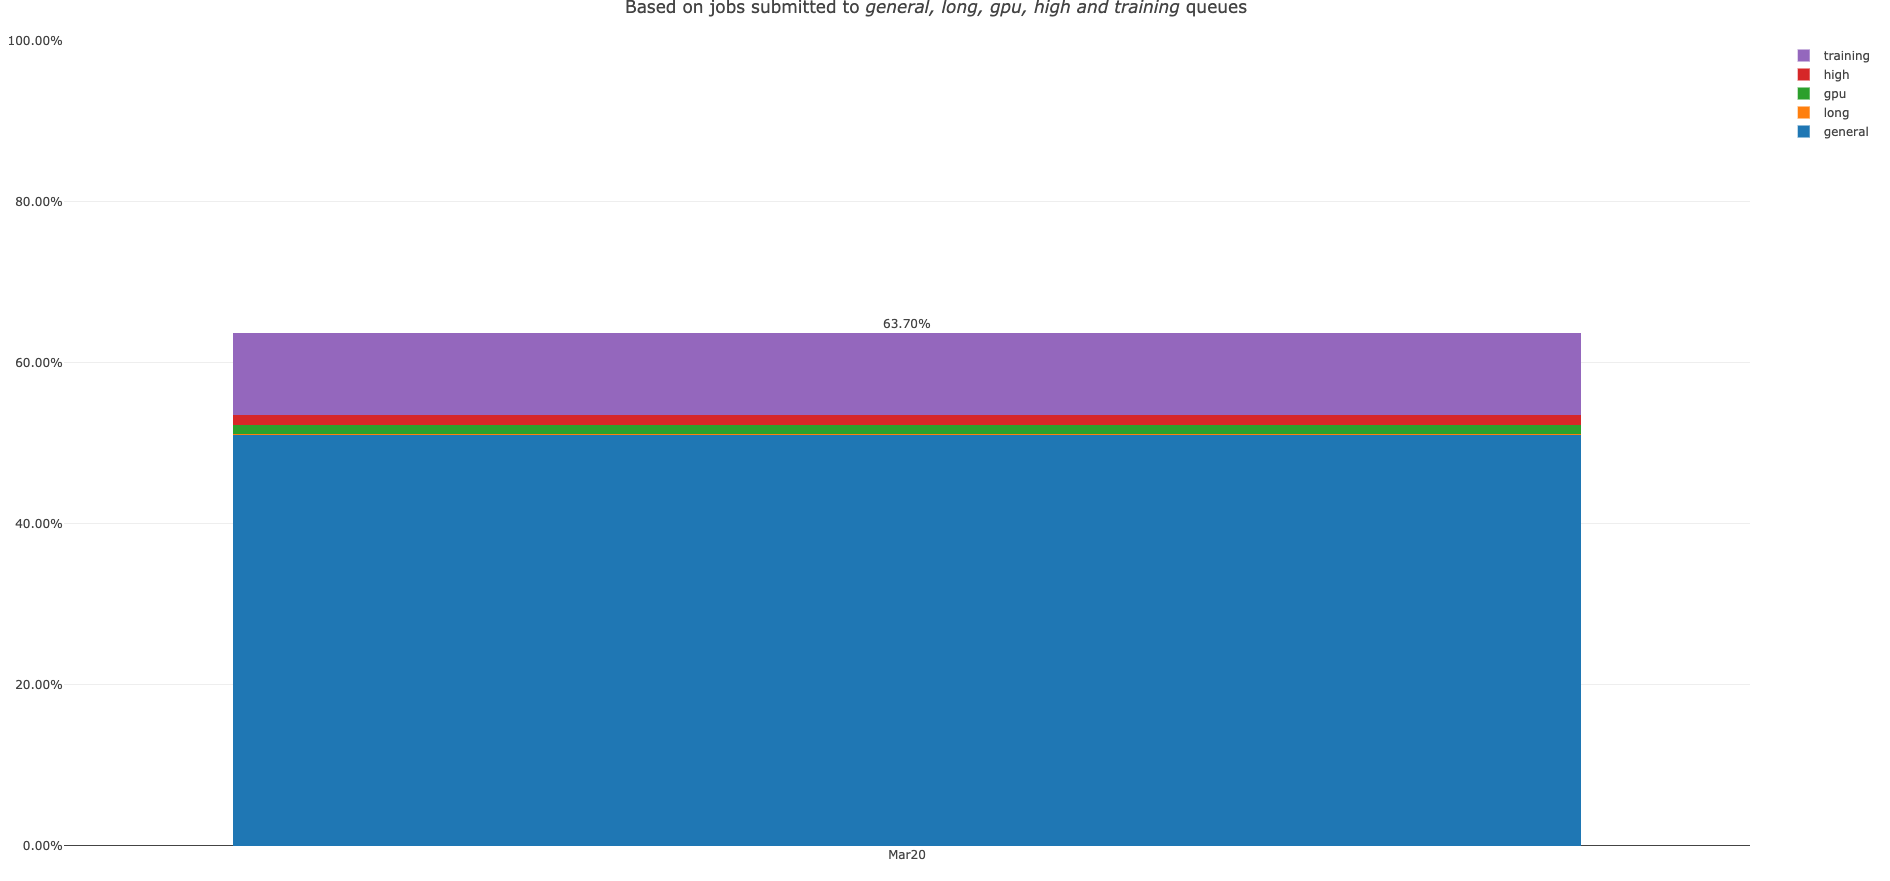 Based on jobs submitted to general, long, gpu, high and training queues
100.00%
80.00%
60.00%
40.00%
20.00%
0.00%
63.70%
Mar20
training
high
gpu
long
general